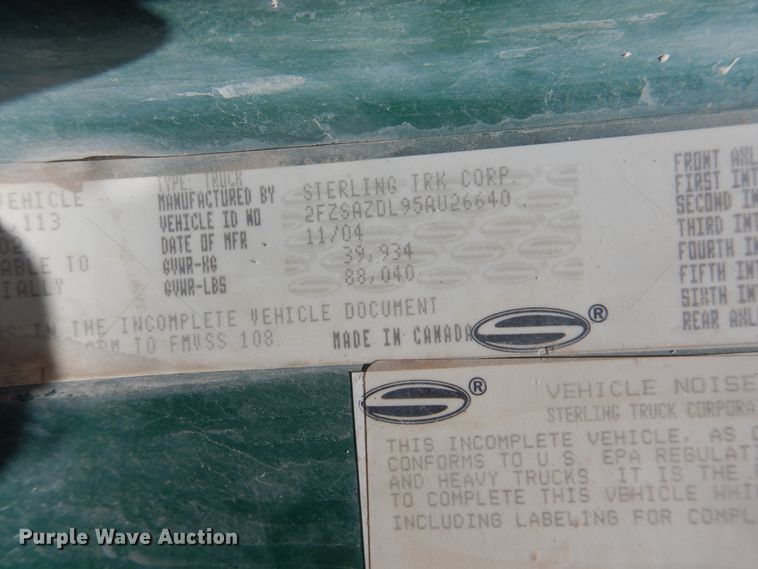 TYPE: TRUCK
VEHICLE MANUFACTURED BY STERLING TRK CORP. FRONT AXL
113 VEHICLE ID NO 2FZSAZDL95AU26640 FIRST INT
02 DATE OF MFR 11/04 SECOND IN
ABLE TO GVWR-KG 39,934 THIRD INT
IALLY GVWR-LBS 88,040 FOURTH IN
FIFTH INT
IN THE INCOMPLETE VEHICLE DOCUMENT SIXTH INT
TO FMVSS 108. MADE IN CANADA S® REAR AXL
S® VEHICLE NOISE
STERLING TRUCK CORPORA
THIS INCOMPLETE VEHICLE, AS
CONFORMS TO U.S. EPA REGULATI
AND HEAVY TRUCKS. IT IS THE
TO COMPLETE THIS VEHICLE WHI
INCLUDING LABELING FOR COMPL
Purple Wave Auction